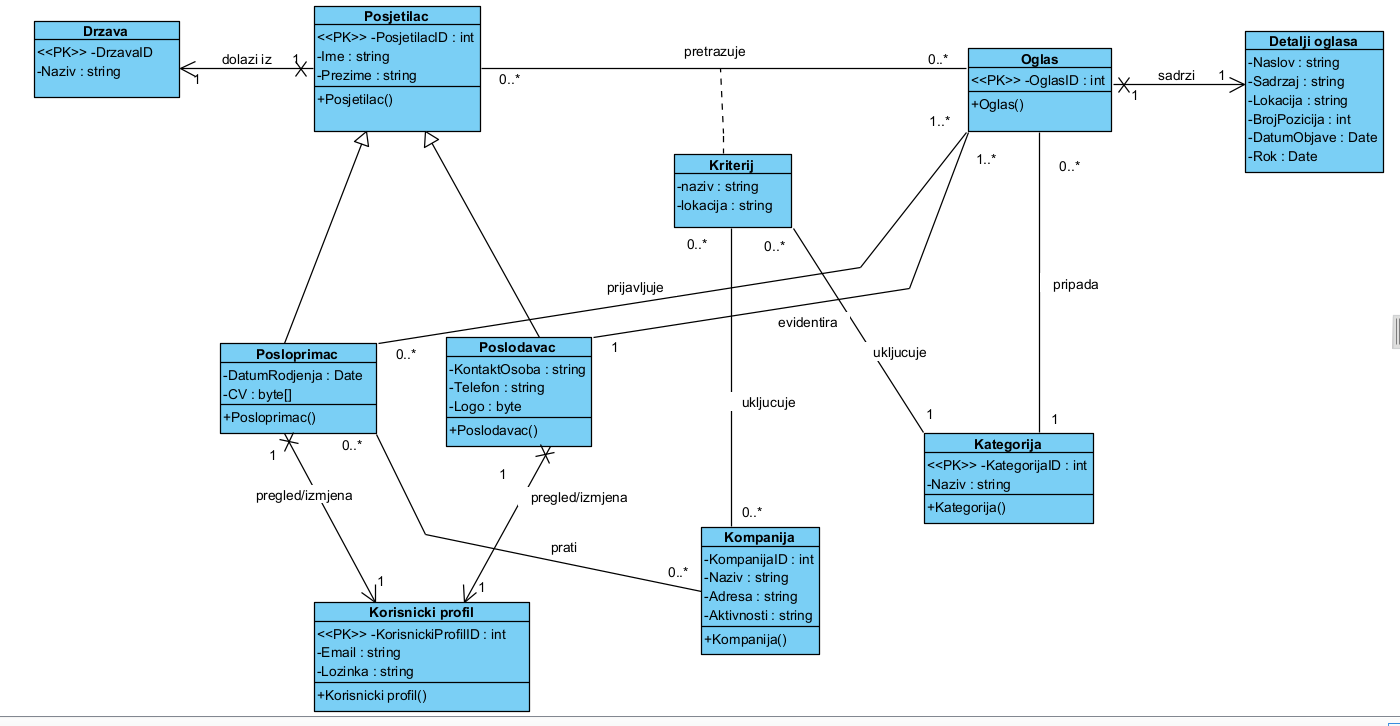 Drzava
<<PK>> -DrzavaID
-Naziv : string
dolazi iz
1
1
Posjetilac
<<PK>> -PosjetilacID : int
-Ime : string
-Prezime : string
+Posjetilac()
pretrazuje
0..*
0..*
Oglas
<<PK>> -OglasID : int
+Oglas()
sadrzi
1
1
Detalji oglasa
-Naslov : string
-Sadrzaj : string
-Lokacija : string
-BrojPozicija : int
-DatumObjave : Date
-Rok : Date
1..*
1..*
0..*
Kriterij
-naziv : string
-lokacija : string
0..*
0..*
prijavljuje
evidentira
pripada
ukljucuje
ukljucuje
Posloprimac
-DatumRodjenja : Date
-CV : byte[]
+Posloprimac()
0..*
Poslodavac
-KontaktOsoba : string
-Telefon : string
-Logo : byte
+Poslodavac()
1
1
1
Kategorija
<<PK>> -KategorijaID : int
-Naziv : string
+Kategorija()
1
0..*
1
pregled/izmjena
pregled/izmjena
prati
0..*
0..*
Kompanija
-KompanijaID : int
-Naziv : string
-Adresa : string
-Aktivnosti : string
+Kompanija()
1
1
Korisnicki profil
<<PK>> -KorisnickiProfilID : int
-Email : string
-Lozinka : string
+Korisnicki profil()